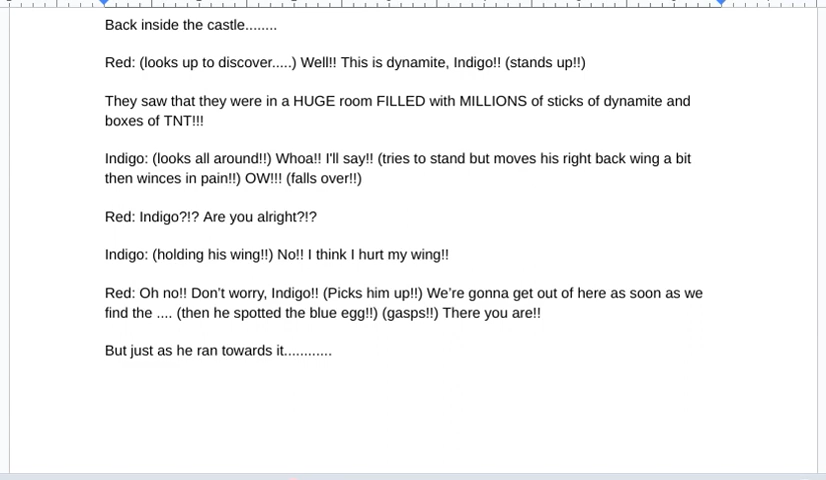 Back inside the castle........
Red: (looks up to discover.....) Well!! This is dynamite, Indigo!! (stands up!!)
They saw that they were in a HUGE room FILLED with MILLIONS of sticks of dynamite and
boxes of TNT!!!
Indigo: (looks all around!!) Whoa!! I'll say!! (tries to stand but moves his right back wing a bit
then winces in pain!!) OW!!! (falls over!!)
Red: Indigo?!? Are you alright?!?
Indigo: (holding his wing!!) No!! I think I hurt my wing!!
Red: Oh no!! Don’t worry, Indigo!! (Picks him up!!) We’re gonna get out of here as soon as we
find the .... (then he spotted the blue egg!!) (gasps!!) There you are!!
But just as he ran towards it............